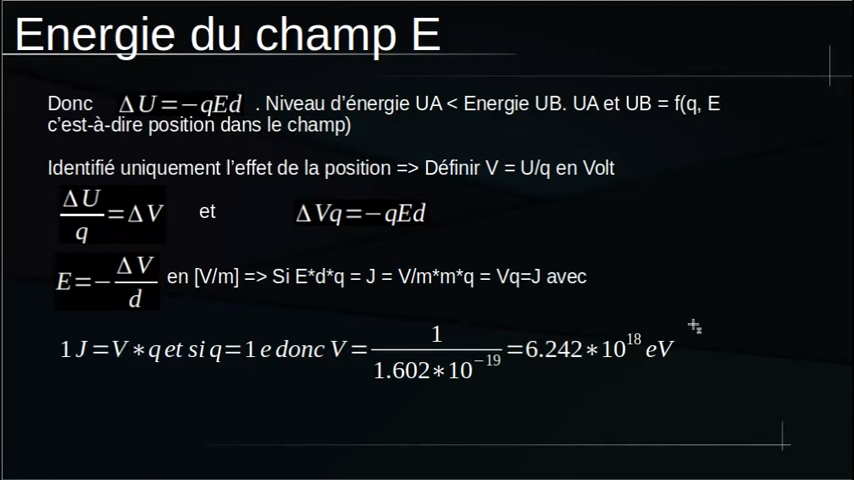 Energie du champ E
Donc ΔU=−qEd . Niveau d'énergie UA < Energie UB. UA et UB = f(q, E
c'est-à-dire position dans le champ)
Identifié uniquement l'effet de la position => Définir V = U/q en Volt
ΔU/q=ΔV et ΔVq=−qEd
E=−ΔV/d en [V/m] => Si E*d*q = J = V/m*m*q = Vq=J avec
1 J=V∗q et si q=1 e donc V=1/1.602∗10^−19=6.242∗10^18 eV